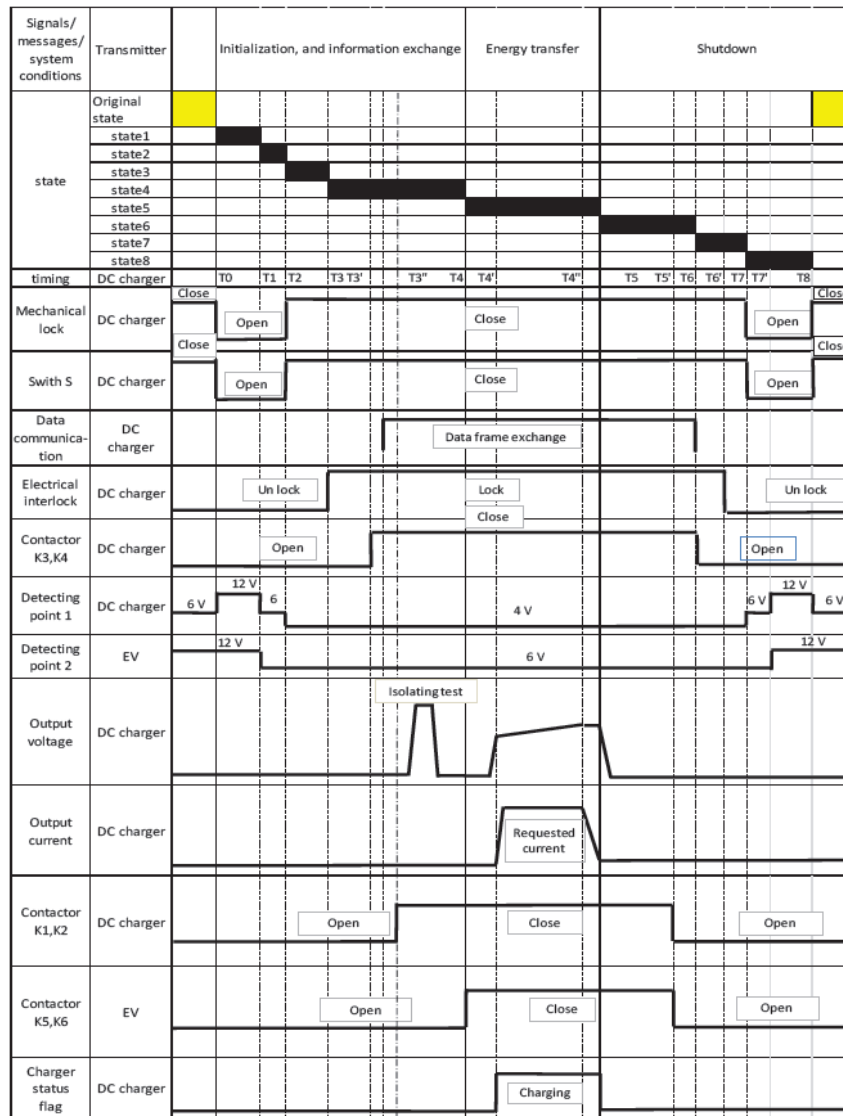 Signals/
messages/
system
conditions
Transmitter
Initialization, and information exchange
Energy transfer
Shutdown
state
Original
state
state1
state2
state3
state4
state5
state6
state7
state8
timing
DC charger
T0
T1
T2
T3 T3'
T3"
T4
T4'
T4"
T5
T5'
T6
T6'
T7
T7'
T8
Mechanical
lock
DC charger
Close
Open
Close
Open
Close
Swith S
DC charger
Close
Open
Close
Open
Close
Data
communica-
tion
DC
charger
Data frame exchange
Electrical
interlock
DC charger
Un lock
Lock
Un lock
Contactor
K3,K4
DC charger
Open
Close
Open
Detecting
point 1
DC charger
6 V
12 V
6
4 V
6 V
12 V
6 V
Detecting
point 2
EV
12 V
6 V
12 V
Output
voltage
DC charger
Isolating test
Output
current
DC charger
Requested
current
Contactor
K1,K2
DC charger
Open
Close
Open
Contactor
K5,K6
EV
Open
Close
Open
Charger
status
flag
DC charger
Charging